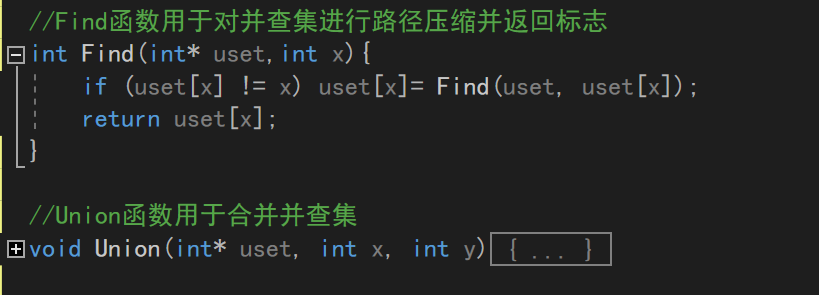 //Find函数用于对并查集进行路径压缩并返回标志
int Find(int* uset,int x){
if (uset[x] != x) uset[x]= Find(uset, uset[x]);
return uset[x];
}
//Union函数用于合并并查集
void Union(int* uset, int x, int y){ ... }